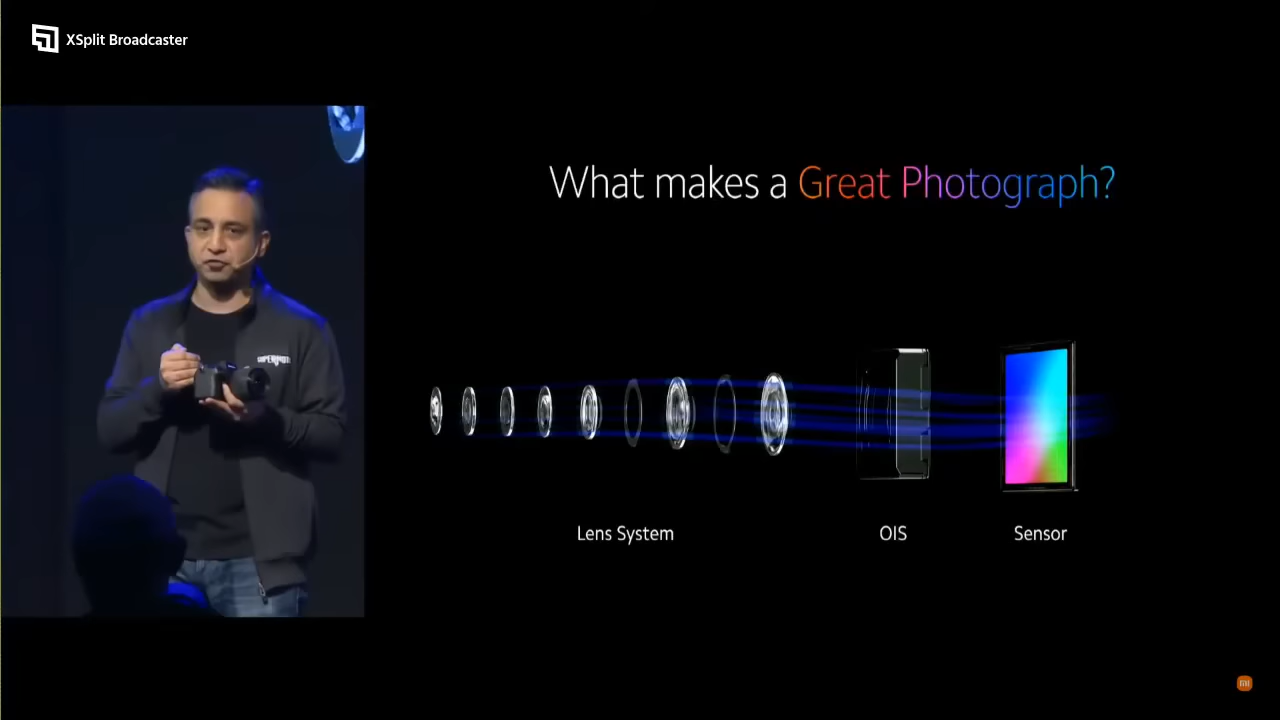 XSplit Broadcaster
What makes a Great Photograph?
Lens System
OIS
Sensor